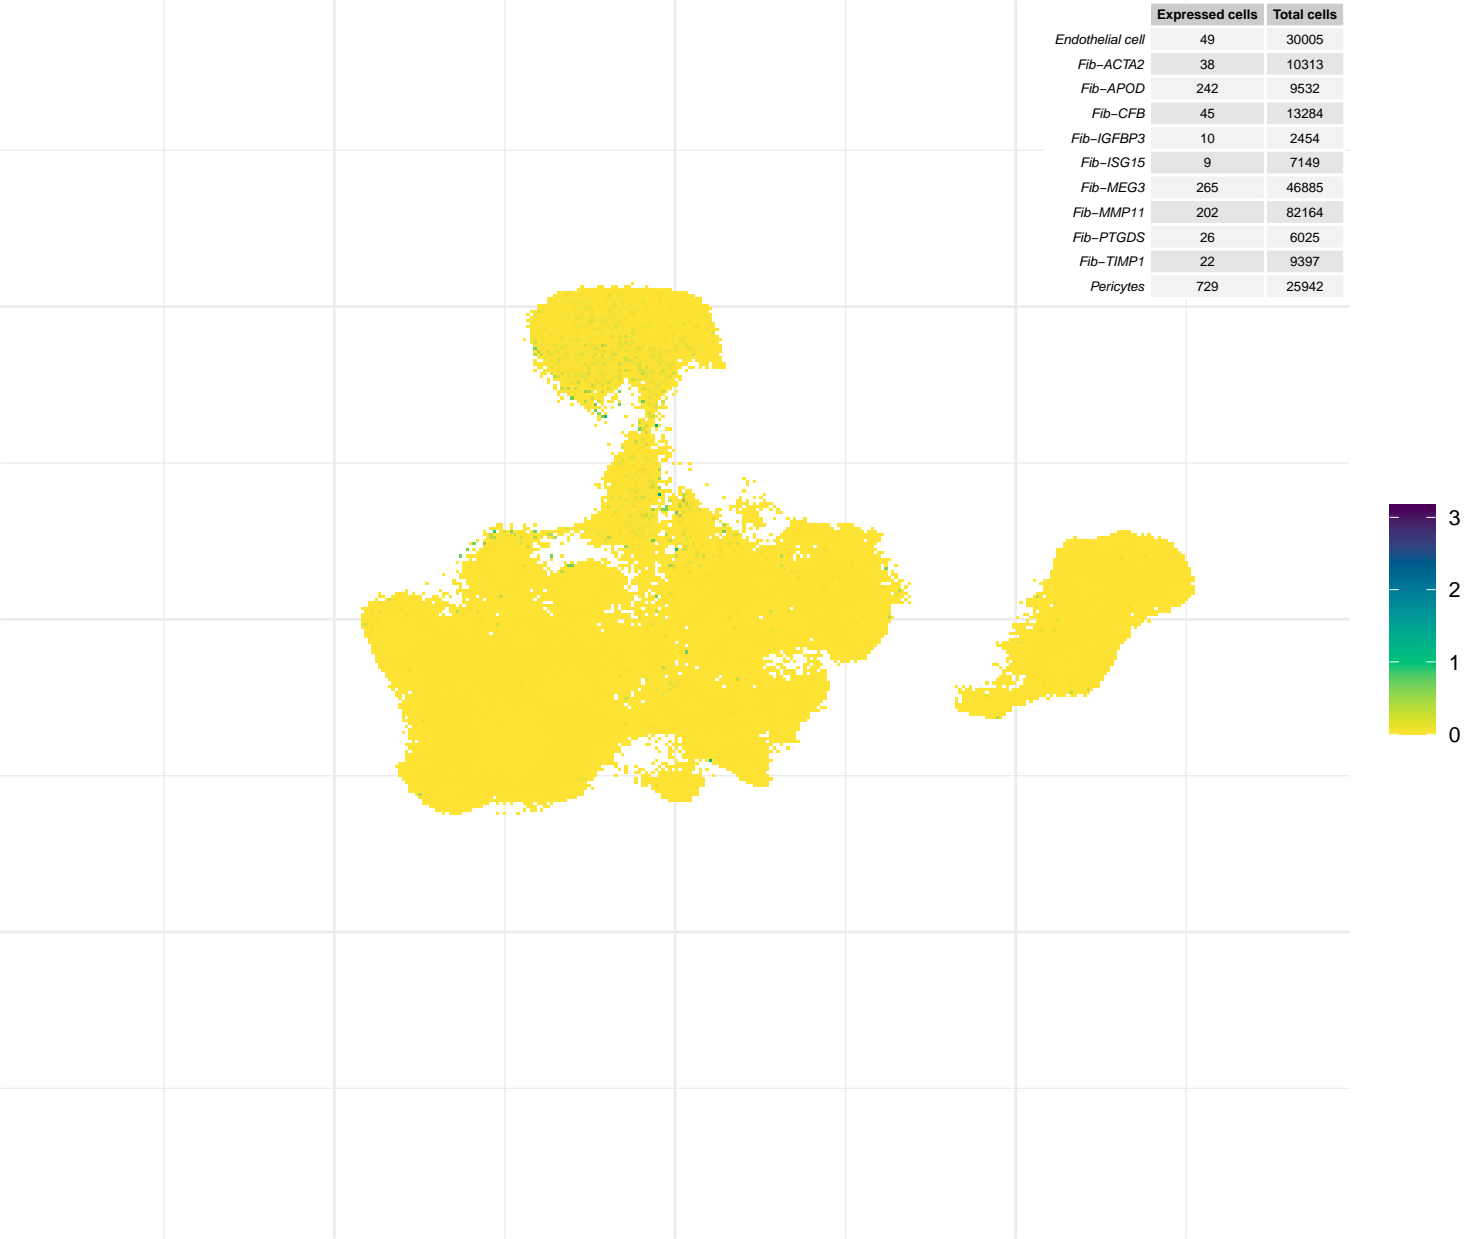 Expressed cells Total cells
Endothelial cell 49 30005
Fib−ACTA2 38 10313
Fib−APOD 242 9532
Fib−CFB 45 13284
Fib−IGFBP3 10 2454
Fib−ISG15 9 7149
Fib−MEG3 265 46885
Fib−MMP11 202 82164
Fib−PTGDS 26 6025
Fib−TIMP1 22 9397
Pericytes 729 25942
3
2
1
0